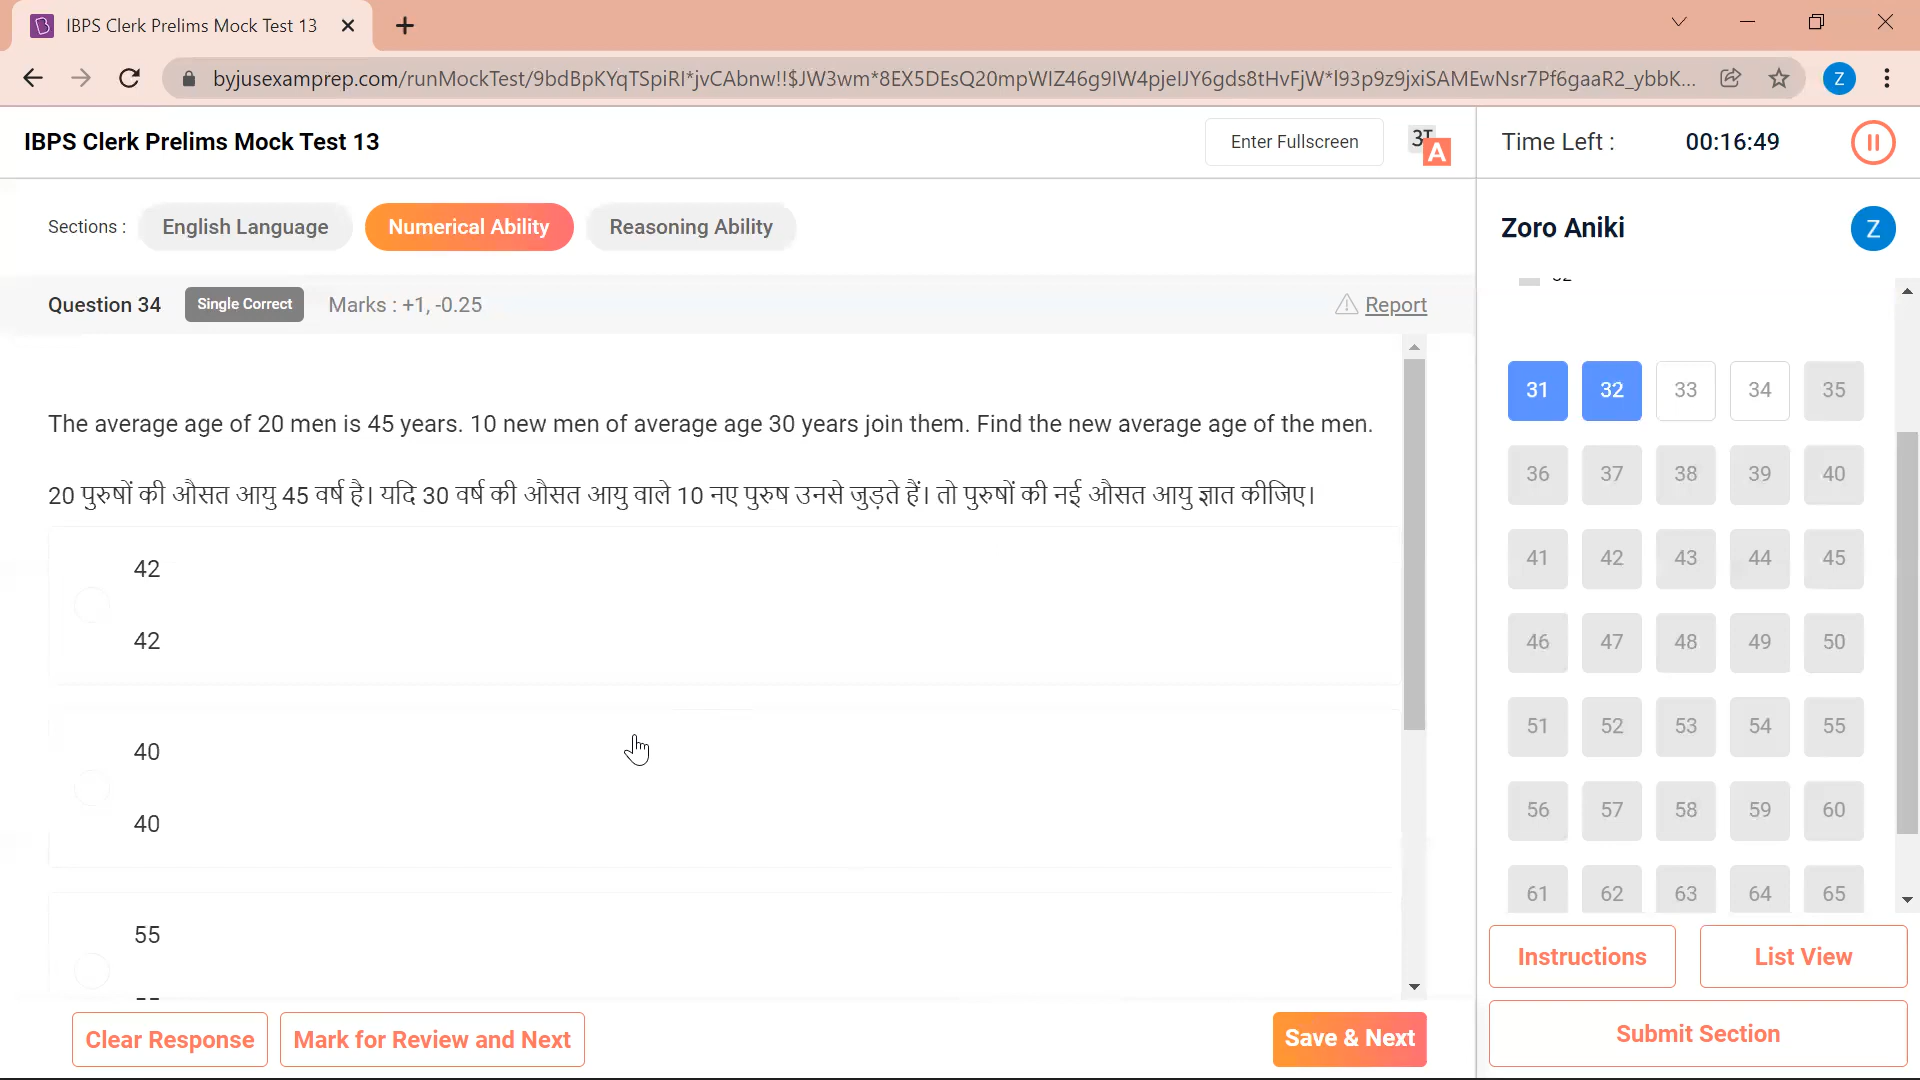 IBPS Clerk Prelims Mock Test 13
byjusexamprep.com/runMockTest/9bdBpKYqTSpiRI*jvCAbnw!!$JW3wm*8EX5DEsQ20mpWIZ46g9IW4pjeIJY6gds8tHvFjW*l93p9z9jxiSAMEwNsr7Pf6gaaR2_ybbK...
Z
IBPS Clerk Prelims Mock Test 13
Enter Fullscreen
A
Time Left :
00:16:49
Sections :
English Language
Numerical Ability
Reasoning Ability
Zoro Aniki
Z
Question 34
Single Correct
Marks : +1, -0.25
Report
The average age of 20 men is 45 years. 10 new men of average age 30 years join them. Find the new average age of the men.
20 पुरुषों की औसत आयु 45 वर्ष है। यदि 30 वर्ष की औसत आयु वाले 10 नए पुरुष उनसे जुड़ते हैं। तो पुरुषों की नई औसत आयु ज्ञात कीजिए।
42
42
40
40
55
31 32 33 34 35
36 37 38 39 40
41 42 43 44 45
46 47 48 49 50
51 52 53 54 55
56 57 58 59 60
61 62 63 64 65
Instructions
List View
Clear Response
Mark for Review and Next
Save & Next
Submit Section